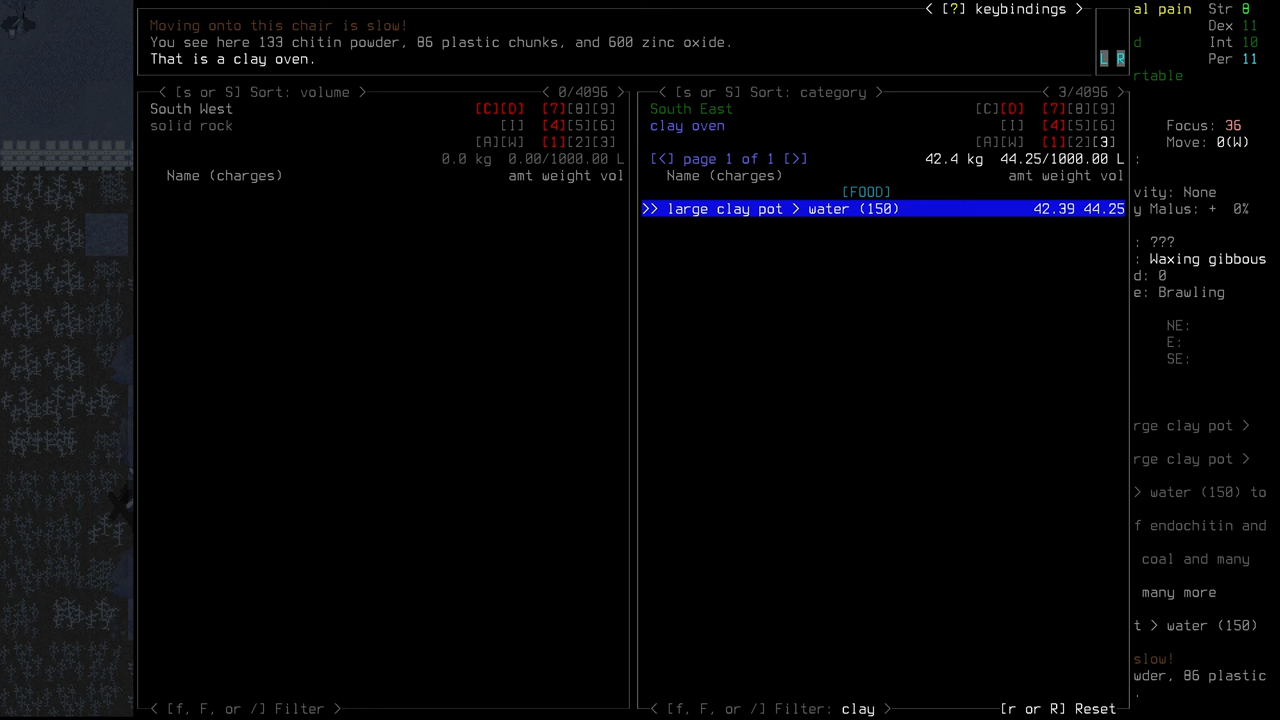 < [?] keybindings >
Moving onto this chair is slow!
You see here 133 chitin powder, 86 plastic chunks, and 600 zinc oxide.
That is a clay oven.
L R
< [s or S] Sort: volume > < 0/4096 >
South West [C][D] [7][8][9]
solid rock [I] [4][5][6]
[A][W] [1][2][3]
0.0 kg 0.00/1000.00 L
Name (charges) amt weight vol
< [f, F, or /] Filter >
< [s or S] Sort: category > < 3/4096 >
South East [C][D] [7][8][9]
clay oven [I] [4][5][6]
[A][W] [1][2][3]
[<] page 1 of 1 [>] 42.4 kg 44.25/1000.00 L
Name (charges) amt weight vol
[FOOD]
>> large clay pot > water (150) 42.39 44.25
< [f, F, or /] Filter: clay > [r or R] Reset
al pain Str 8
Dex 11
d Int 10
Per 11
rtable
Focus: 36
Move: 0(W)
:
vity: None
y Malus: + 0%
: ???
: Waxing gibbous
d: 0
e: Brawling
NE:
E:
SE:
rge clay pot >
rge clay pot >
> water (150) to
f endochitin and
coal and many
many more
t > water (150)
slow!
wder, 86 plastic
.